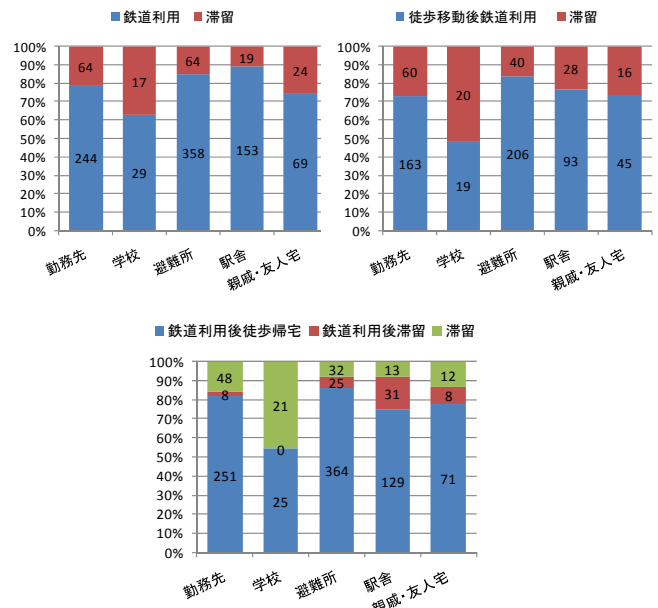 鉄道利用 滞留
100%
90%
80%
70%
60%
50%
40%
30%
20%
10%
0%
64 17 64 19 24
244 29 358 153 69
勤務先 学校 避難所 駅舎 親戚・友人宅
徒歩移動後鉄道利用 滞留
100%
90%
80%
70%
60%
50%
40%
30%
20%
10%
0%
60 20 40 28 16
163 19 206 93 45
勤務先 学校 避難所 駅舎 親戚・友人宅
鉄道利用後徒歩帰宅 鉄道利用後滞留 滞留
100%
90%
80%
70%
60%
50%
40%
30%
20%
10%
0%
48 21 32 13 12
8 0 25 31 8
251 25 364 129 71
勤務先 学校 避難所 駅舎 親戚・友人宅